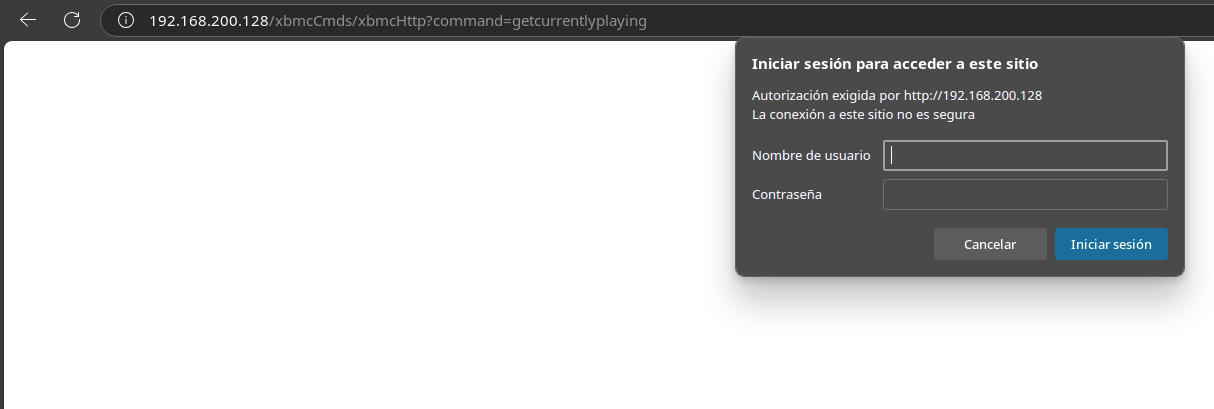 192.168.200.128/xbmcCmds/xbmcHttp?command=getcurrentlyplaying
Iniciar sesión para acceder a este sitio
Autorización exigida por http://192.168.200.128
La conexión a este sitio no es segura
Nombre de usuario
Contraseña
Cancelar
Iniciar sesión